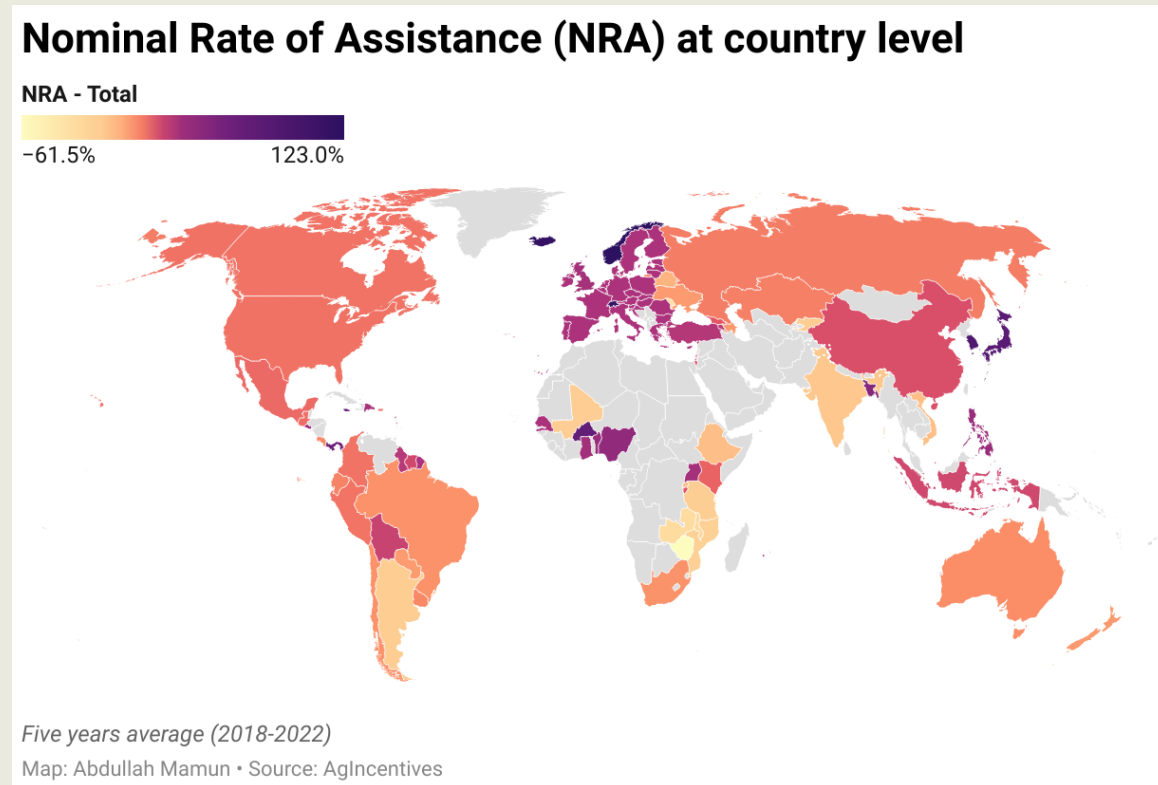 Nominal Rate of Assistance (NRA) at country level
NRA - Total
−61.5% 123.0%
Five years average (2018-2022)
Map: Abdullah Mamun • Source: AgIncentives